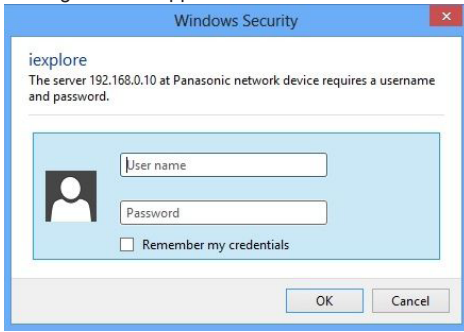 Windows Security
iexplore
The server 192.168.0.10 at Panasonic network device requires a username
and password.
User name
Password
Remember my credentials
OK Cancel